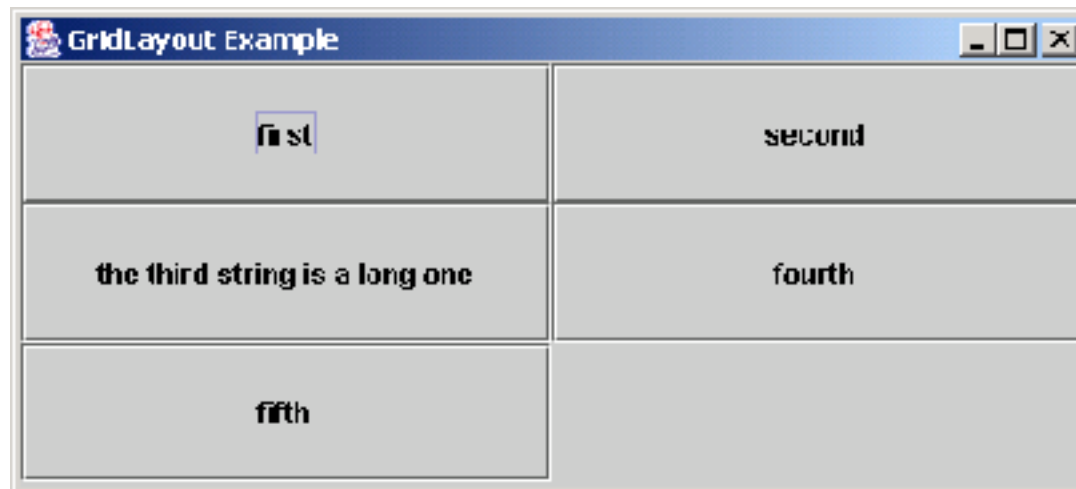 GridLayout Example
first
second
the third string is a long one
fourth
fifth